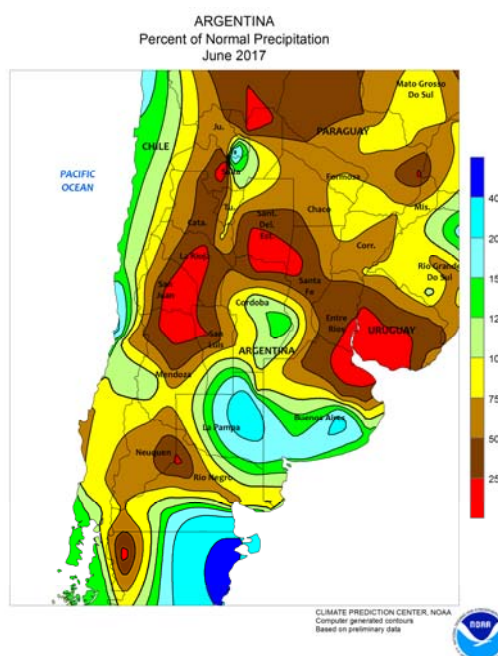 ARGENTINA
Percent of Normal Precipitation
June 2017
Mato Grosso
Do Sul
Ju.
PARAGUAY
CHILE
PACIFIC
OCEAN
Formosa
Tu.
Chaco
Mis.
Cata.
Sant.
Del.
Est.
Corr.
La Rioja
Santa
Fe
Rio Grande
Do Sul
San
Juan
Cordoba
Entre
Rios
URUGUAY
San
Luis
ARGENTINA
Mendoza
La Pampa
Buenos Aires
Neuquen
Rio Negro
40
20
15
12
10
75
50
25
CLIMATE PREDICTION CENTER, NOAA
Computer generated contours
Based on preliminary data
NOAA